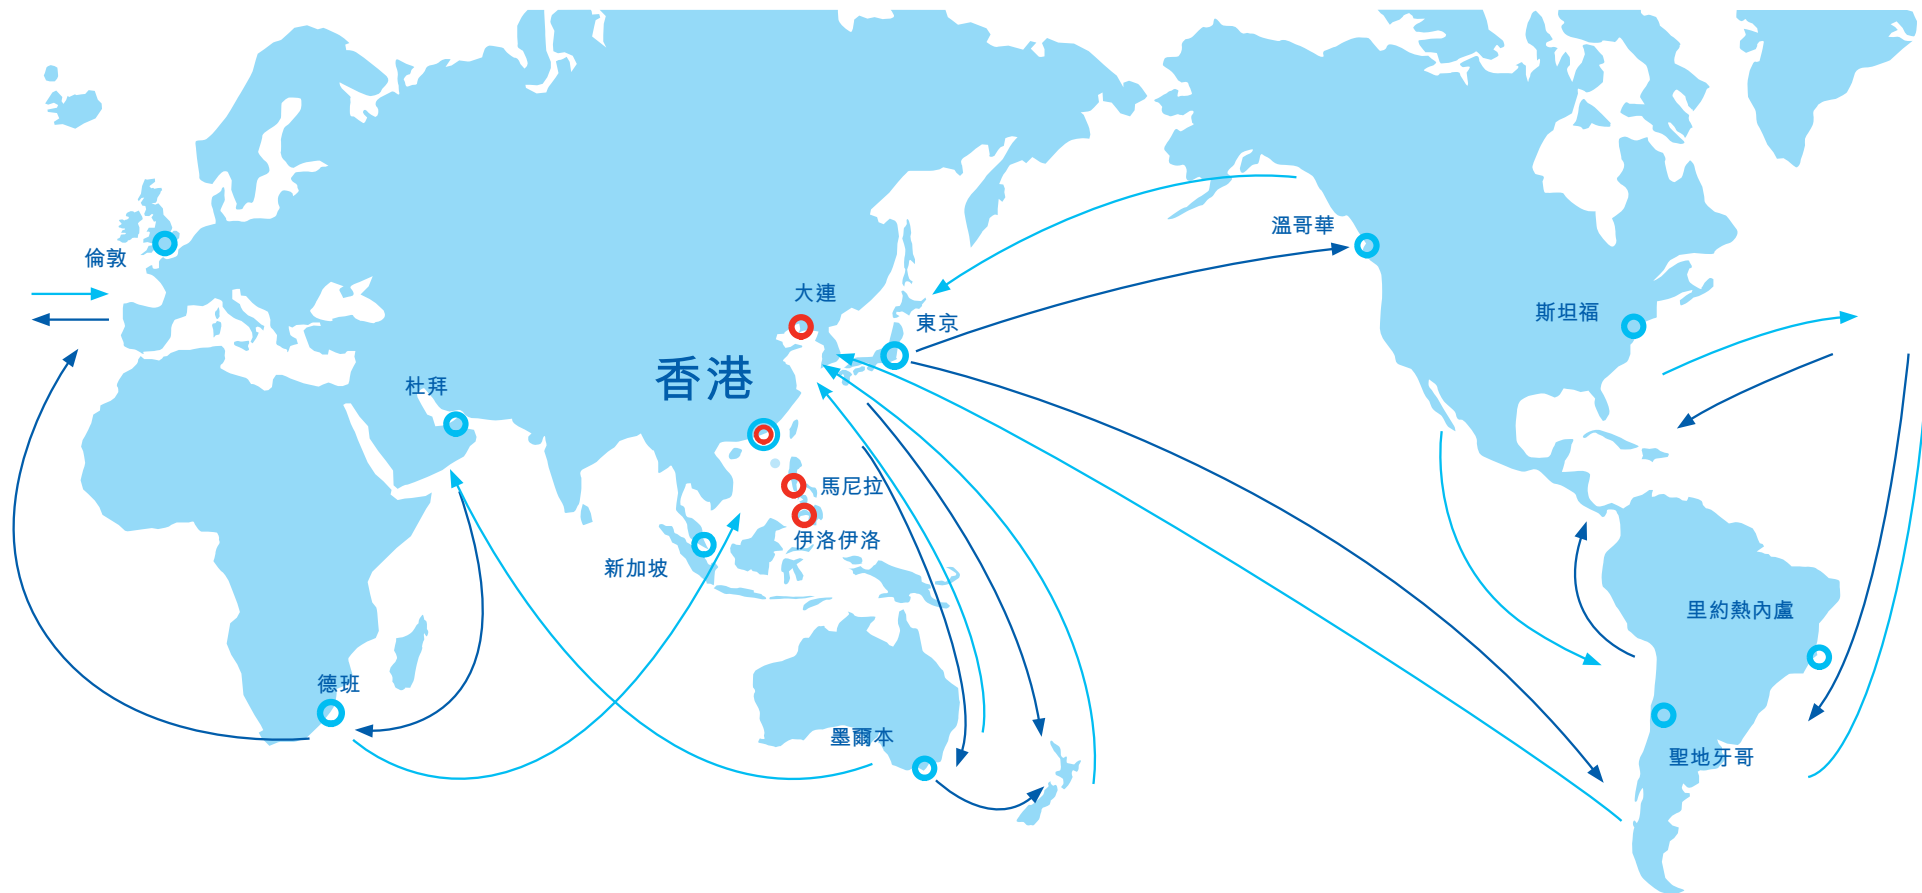 溫哥華
倫敦
大連
斯坦福
東京
香港
杜拜
馬尼拉
伊洛伊洛
新加坡
里約熱內盧
德班
墨爾本
聖地牙哥